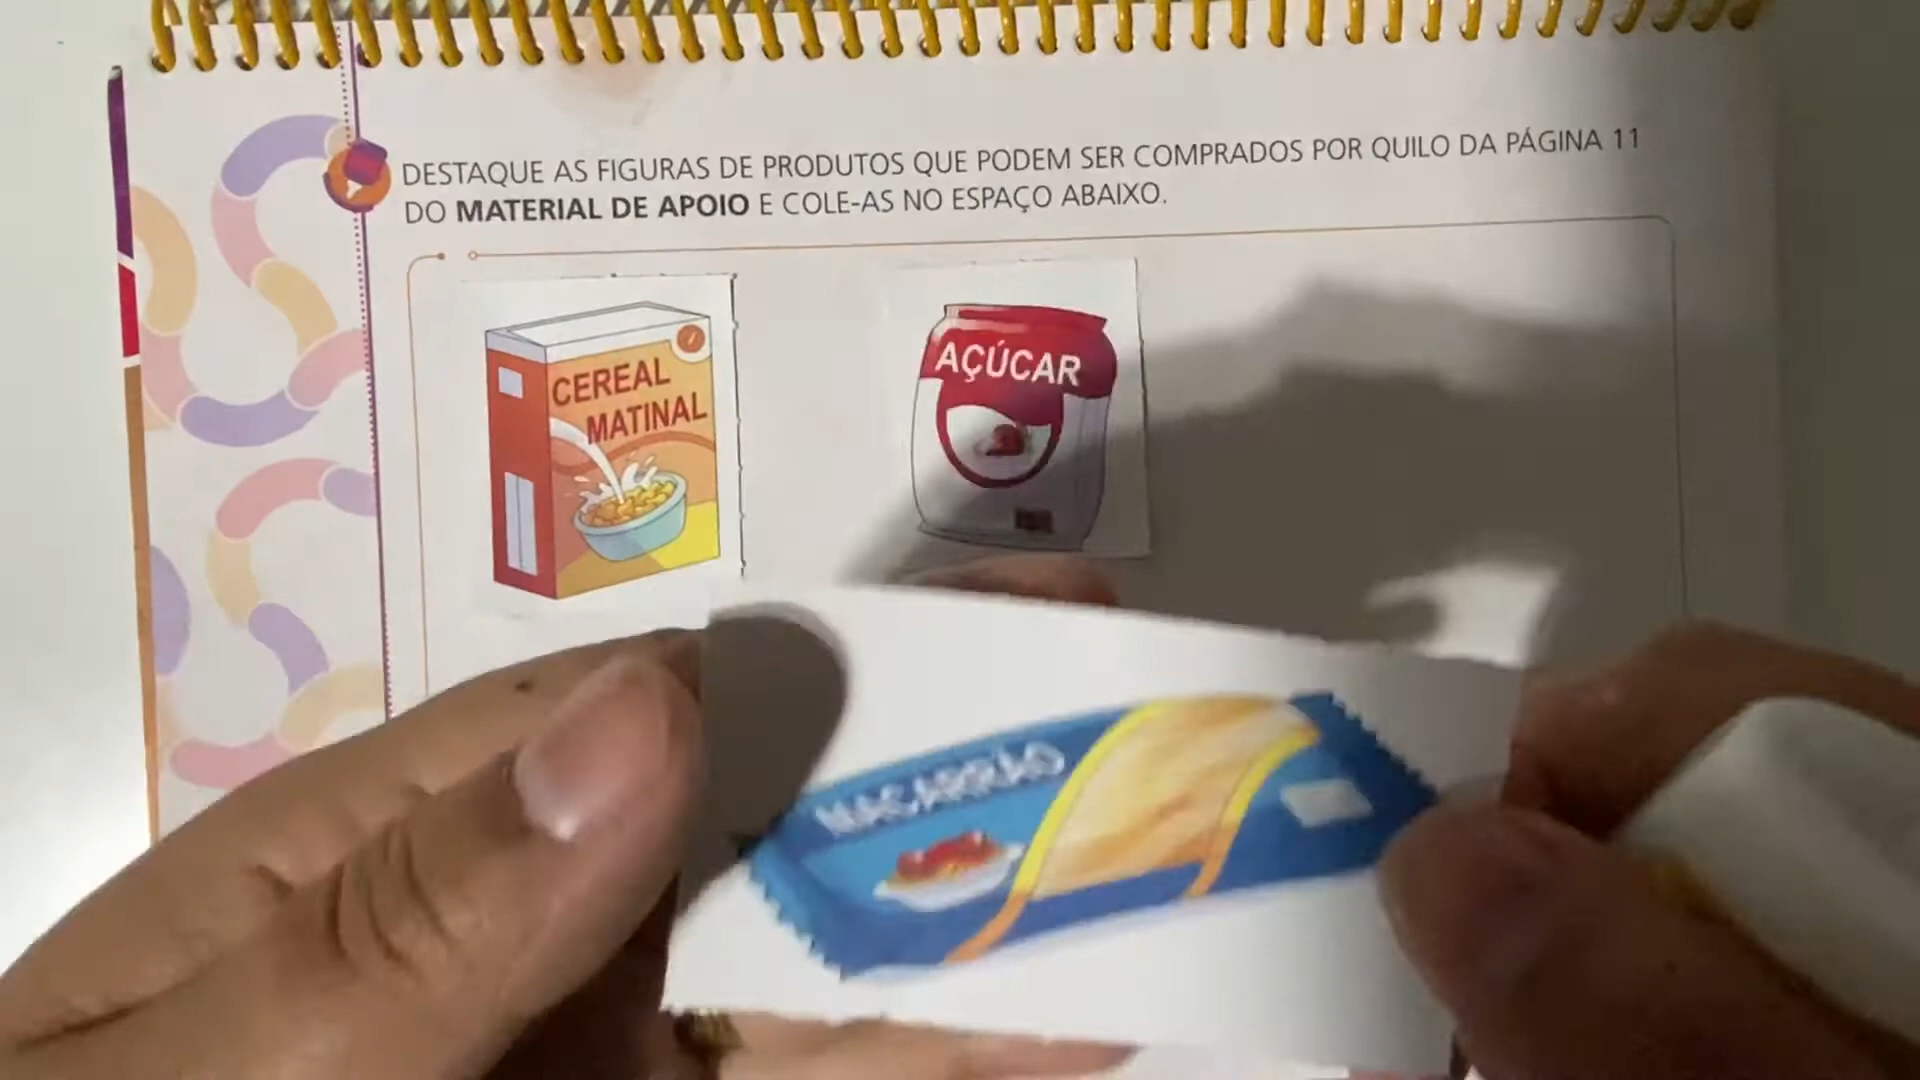 DESTAQUE AS FIGURAS DE PRODUTOS QUE PODEM SER COMPRADOS POR QUILO DA PÁGINA 11
DO MATERIAL DE APOIO E COLE-AS NO ESPAÇO ABAIXO.
CEREAL
MATINAL
AÇÚCAR
MACARRÃO